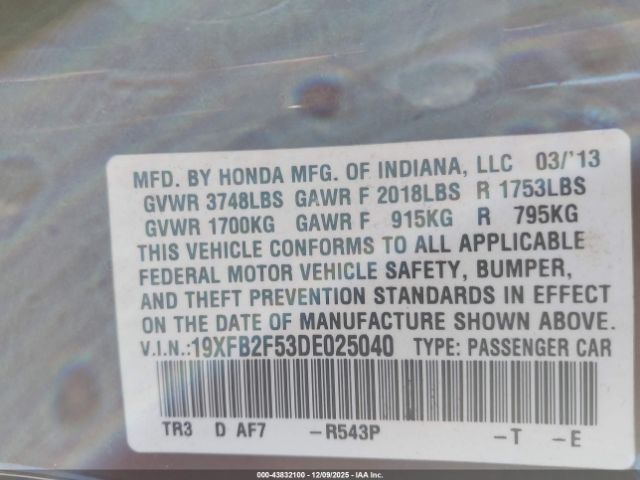 MFD. BY HONDA MFG. OF INDIANA, LLC 03/'13
GVWR 3748LBS GAWR F 2018LBS R 1753LBS
GVWR 1700KG GAWR F 915KG R 795KG
THIS VEHICLE CONFORMS TO ALL APPLICABLE
FEDERAL MOTOR VEHICLE SAFETY, BUMPER,
AND THEFT PREVENTION STANDARDS IN EFFECT
ON THE DATE OF MANUFACTURE SHOWN ABOVE.
V.I.N.:19XFB2F53DE025040 TYPE: PASSENGER CAR
TR3 D AF7 -R543P -T -E
000-43832100 - 12/09/2025 - IAA, Inc. Copyright